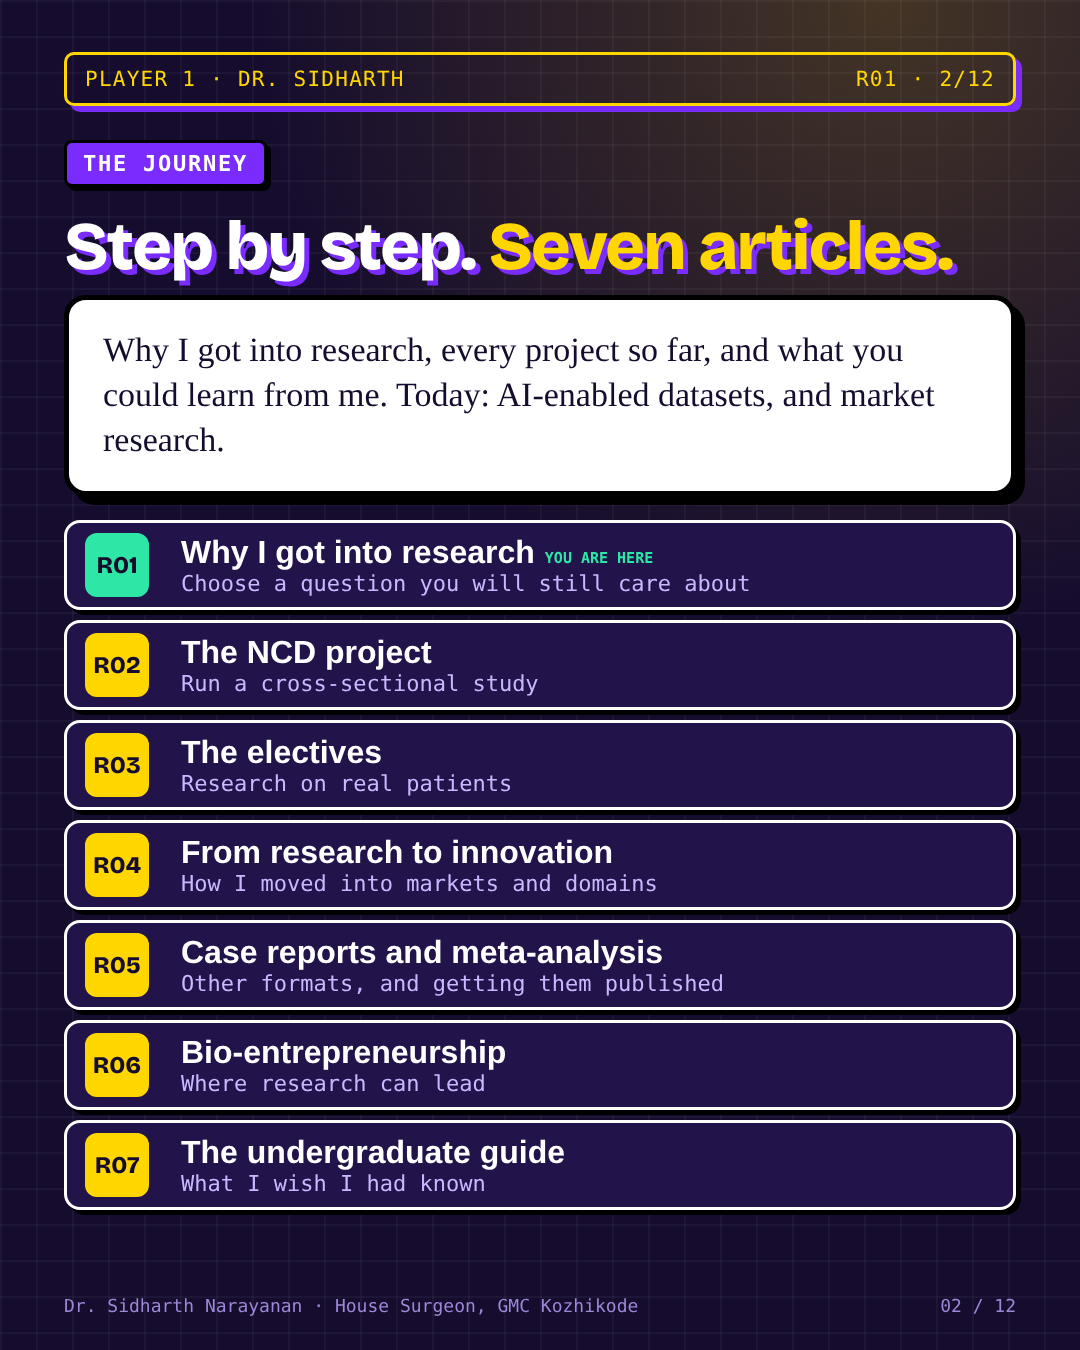 PLAYER 1 · DR. SIDHARTH
R01 · 2/12
THE JOURNEY
Step by step. Seven articles.
Why I got into research, every project so far, and what you
could learn from me. Today: AI-enabled datasets, and market
research.
R01
Why I got into research YOU ARE HERE
Choose a question you will still care about
R02
The NCD project
Run a cross-sectional study
R03
The electives
Research on real patients
R04
From research to innovation
How I moved into markets and domains
R05
Case reports and meta-analysis
Other formats, and getting them published
R06
Bio-entrepreneurship
Where research can lead
R07
The undergraduate guide
What I wish I had known
Dr. Sidharth Narayanan · House Surgeon, GMC Kozhikode
02 / 12